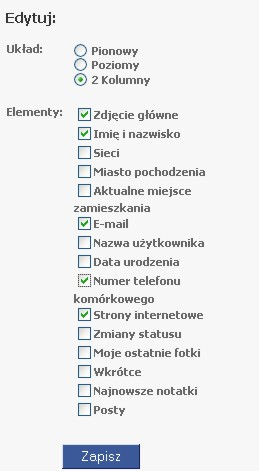 Edytuj:
Układ:
Pionowy
Poziomy
2 Kolumny
Elementy:
Zdjęcie główne
Imię i nazwisko
Sieci
Miasto pochodzenia
Aktualne miejsce
zamieszkania
E-mail
Nazwa użytkownika
Data urodzenia
Numer telefonu
komórkowego
Strony internetowe
Zmiany statusu
Moje ostatnie fotki
Wkrótce
Najnowsze notatki
Posty
Zapisz